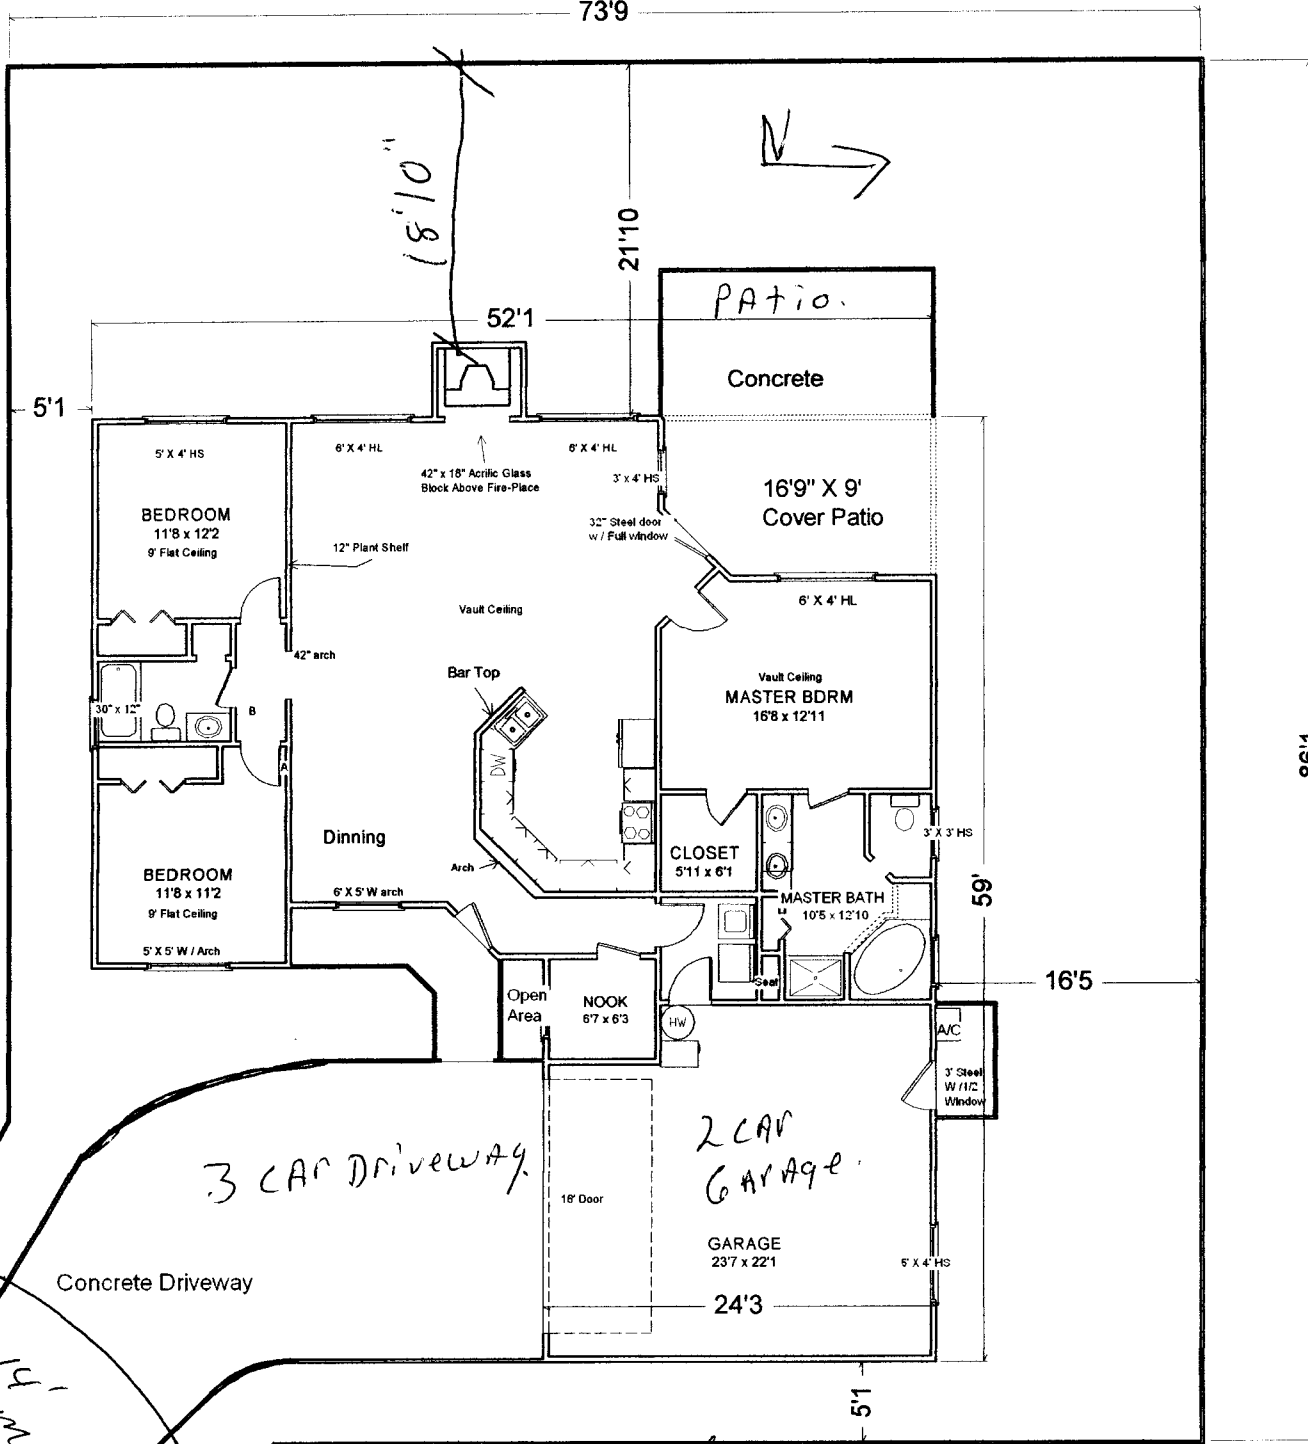 73'9
18'10"
21'10
N
PAtio.
52'1
Concrete
5'1
5' X 4' HS
6' X 4' HL
6' X 4' HL
42" x 18" Acrilic Glass
Block Above Fire-Place
3' x 4' HS
16'9" X 9'
Cover Patio
BEDROOM
11'8 x 12'2
9' Flat Ceiling
32" Steel door
w / Full window
12" Plant Shelf
6' X 4' HL
Vault Ceiling
42" arch
Bar Top
Vault Ceiling
MASTER BDRM
16'8 x 12'11
30" x 12"
B
A
DW
86'1
Dinning
3' X 3' HS
CLOSET
5'11 x 6'1
Arch
BEDROOM
11'8 x 11'2
9' Flat Ceiling
6' X 5' W arch
MASTER BATH
10'5 x 12'10
59'
5' X 5' W / Arch
Seat
16'5
Open
Area
NOOK
6'7 x 6'3
HW
A/C
3' Steel
W /1/2
Window
3 CAr DrivewAy.
2 CAr
GArAge.
16' Door
GARAGE
23'7 x 22'1
Concrete Driveway
24'3
5'1